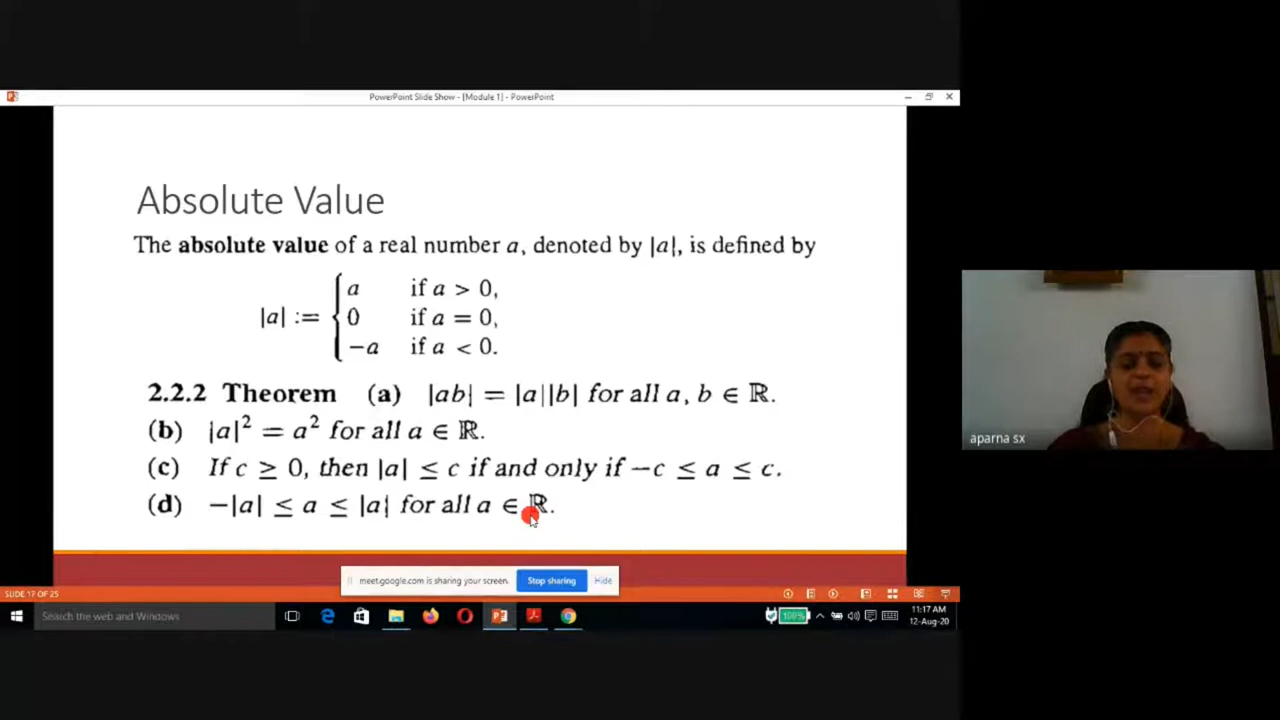 PowerPoint Slide Show - [Module 1] - PowerPoint
Absolute Value
The absolute value of a real number a, denoted by |a|, is defined by
|a| := { a if a > 0,
0 if a = 0,
−a if a < 0.
2.2.2 Theorem (a) |ab| = |a||b| for all a, b ∈ ℝ.
(b) |a|² = a² for all a ∈ ℝ.
(c) If c ≥ 0, then |a| ≤ c if and only if −c ≤ a ≤ c.
(d) −|a| ≤ a ≤ |a| for all a ∈ ℝ.
aparna sx
meet.google.com is sharing your screen. Stop sharing Hide
SLIDE 17 OF 25
Search the web and Windows
100%
11:17 AM
12-Aug-20